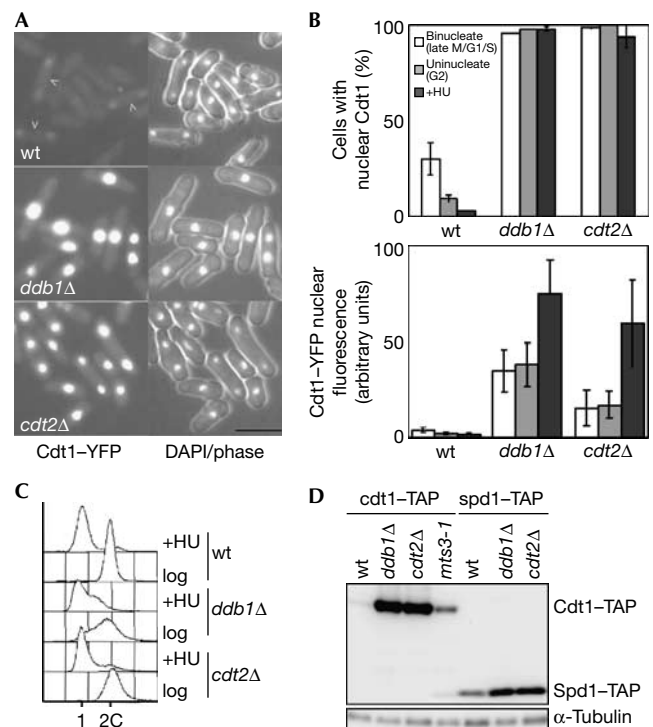 A
wt
ddb1Δ
cdt2Δ
Cdt1–YFP
DAPI/phase
B
Binucleate
(late M/G1/S)
Uninucleate
(G2)
+HU
Cells with
nuclear Cdt1 (%)
100
50
0
wt
ddb1Δ
cdt2Δ
Cdt1–YFP nuclear
fluorescence
(arbitrary units)
100
50
0
wt
ddb1Δ
cdt2Δ
C
+HU
log
wt
+HU
log
ddb1Δ
+HU
log
cdt2Δ
1 2C
D
cdt1–TAP spd1–TAP
wt ddb1Δ cdt2Δ mts3-1 wt ddb1Δ cdt2Δ
Cdt1–TAP
Spd1–TAP
α-Tubulin